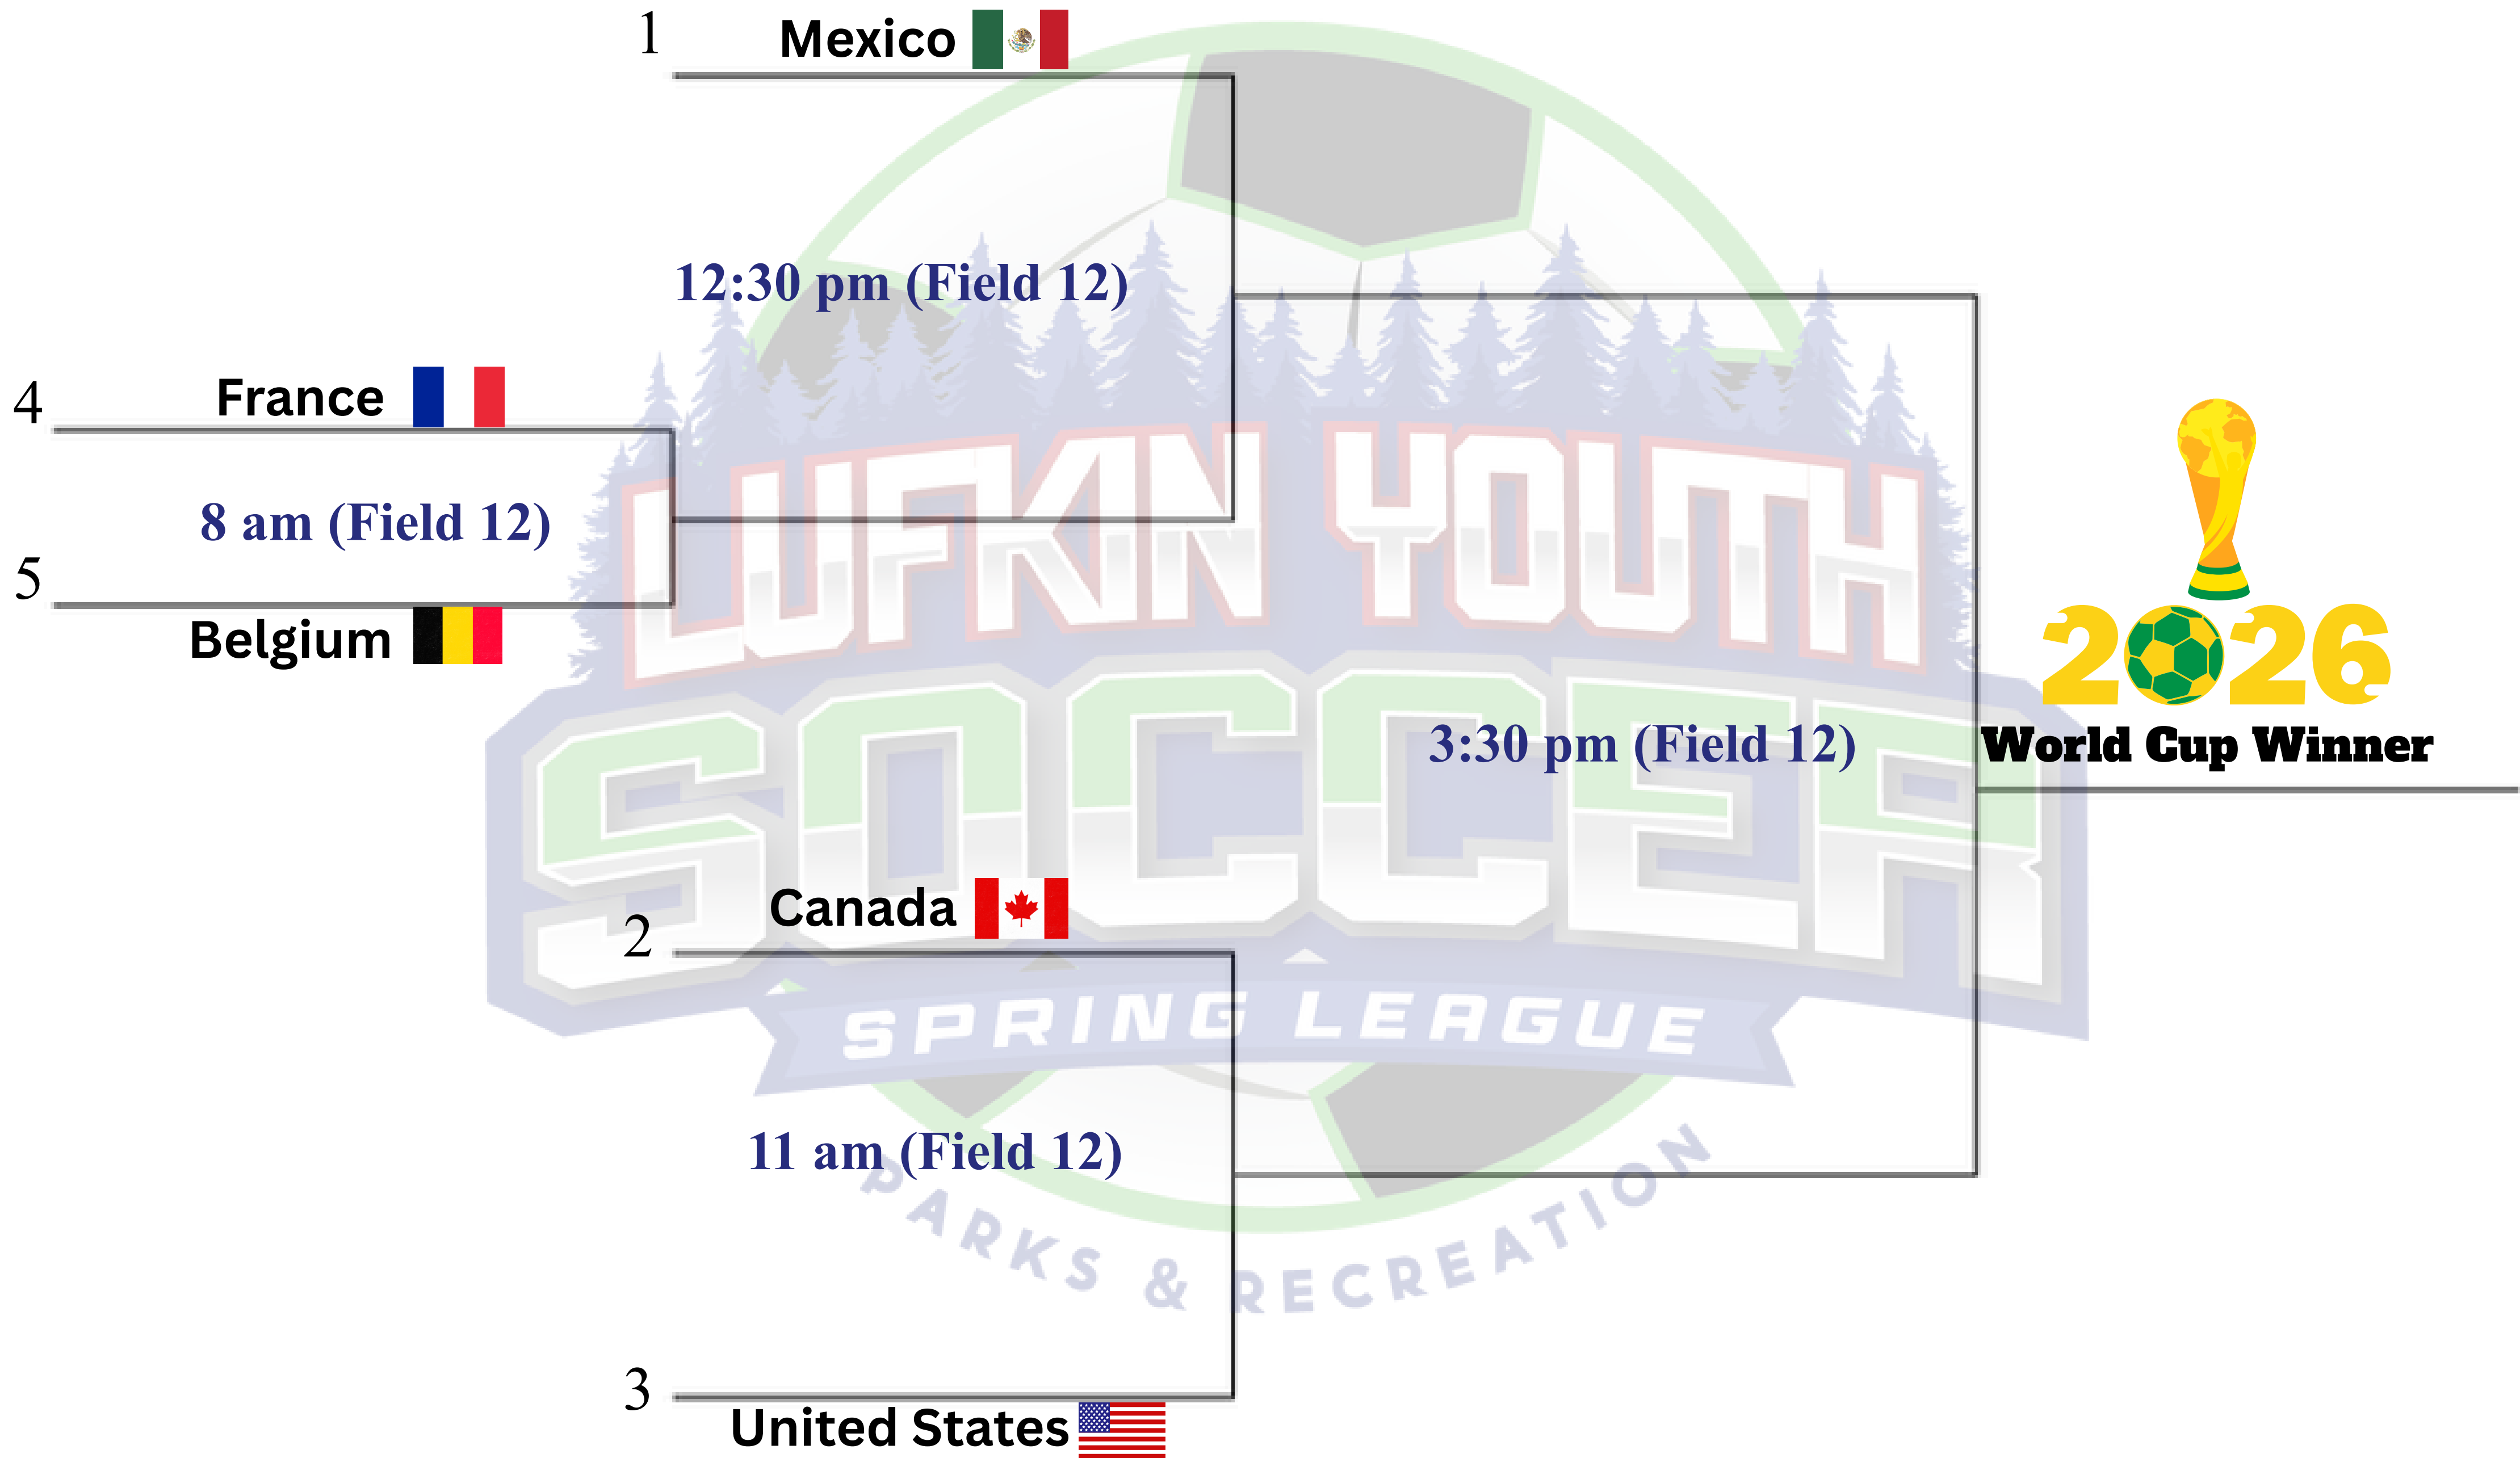 1
Mexico
12:30 pm (Field 12)
4
France
8 am (Field 12)
5
Belgium
LUFKIN YOUTH
SOCCER
SPRING LEAGUE
PARKS & RECREATION
2026
3:30 pm (Field 12)
World Cup Winner
2
Canada
11 am (Field 12)
3
United States